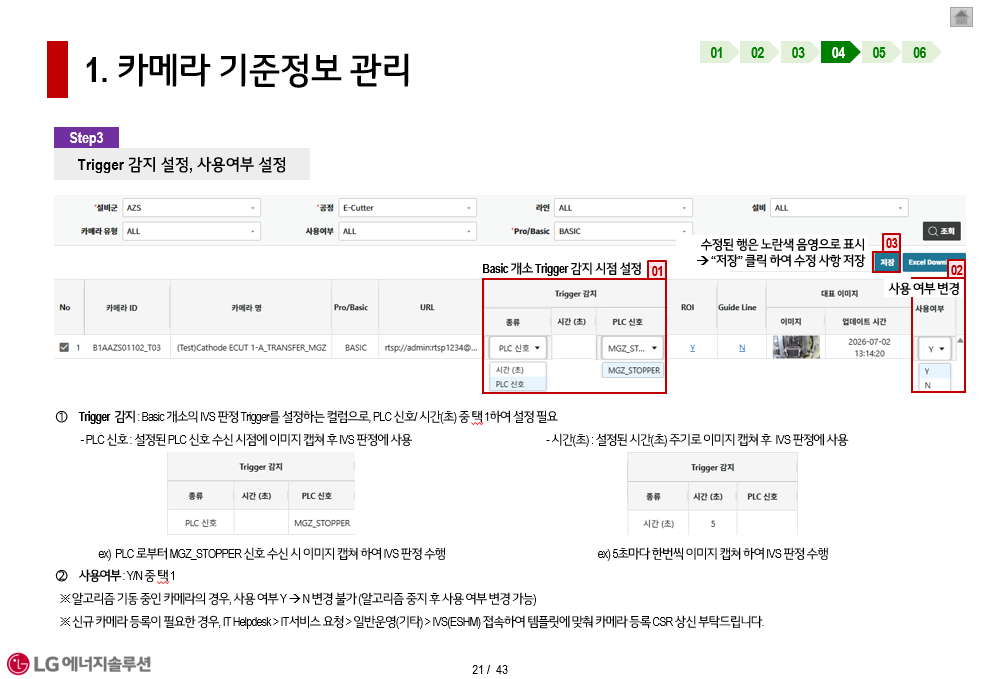 01 02 03 04 05 06
1. 카메라 기준정보 관리
Step3
Trigger 감지 설정, 사용여부 설정
*설비군 AZS *공정 E-Cutter 라인 ALL 설비 ALL
카메라 유형 ALL 사용여부 ALL *Pro/Basic BASIC 조회
수정된 행은 노란색 음영으로 표시
→ “저장” 클릭 하여 수정 사항 저장
03
저장 Excel Down
Basic 개소 Trigger 감지 시점 설정 01
02
사용 여부 변경
No 카메라 ID 카메라 명 Pro/Basic URL Trigger 감지 ROI Guide Line 대표 이미지 사용여부
종류 시간 (초) PLC 신호 이미지 업데이트 시간
1 B1AAZS01102_T03 (Test)Cathode ECUT 1-A_TRANSFER_MGZ BASIC rtsp://admin:rtsp1234@... PLC 신호 MGZ_ST... Y N 2026-07-02 13:14:20 Y
시간 (초) MGZ_STOPPER Y
PLC 신호 N
① Trigger 감지 : Basic 개소의 IVS 판정 Trigger를 설정하는 컬럼으로, PLC 신호/ 시간(초) 중 택 1하여 설정 필요
- PLC 신호 : 설정된 PLC 신호 수신 시점에 이미지 캡쳐 후 IVS 판정에 사용
- 시간(초) : 설정된 시간(초) 주기로 이미지 캡쳐 후 IVS 판정에 사용
Trigger 감지
종류 시간 (초) PLC 신호
PLC 신호 MGZ_STOPPER
Trigger 감지
종류 시간 (초) PLC 신호
시간 (초) 5
ex) PLC 로부터 MGZ_STOPPER 신호 수신 시 이미지 캡쳐 하여 IVS 판정 수행
ex) 5초마다 한번씩 이미지 캡쳐 하여 IVS 판정 수행
② 사용여부 : Y/N 중 택 1
※ 알고리즘 기동 중인 카메라의 경우, 사용 여부 Y → N 변경 불가 (알고리즘 중지 후 사용 여부 변경 가능)
※ 신규 카메라 등록이 필요한 경우, IT Helpdesk > IT서비스 요청 > 일반운영(기타) > IVS(ESHM) 접속하여 템플릿에 맞춰 카메라 등록 CSR 상신 부탁드립니다.
LG에너지솔루션
21 / 43